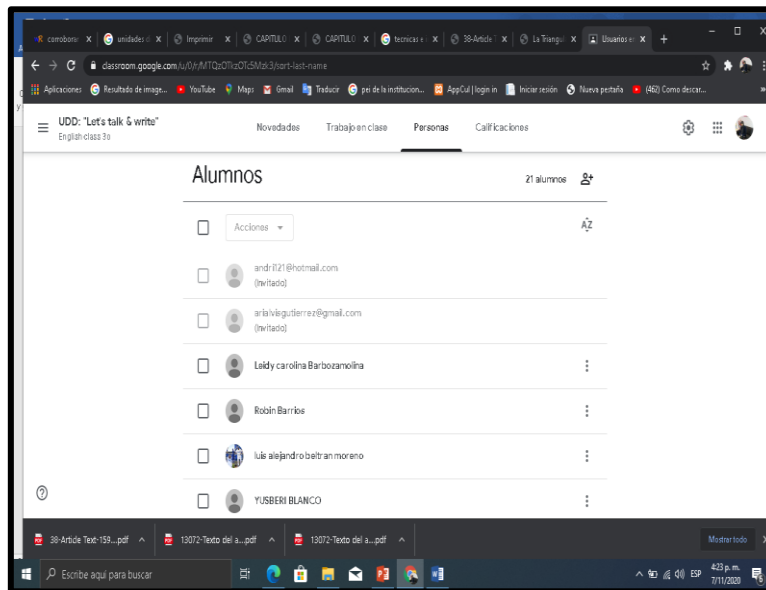 corrobora
unidades d
Imprimir
CAPITULO
CAPITULO
tecnicas e i
38-Article T
La Triangul
Usuarios en
classroom.google.com/u/0/r/MTQzOTkzOTc5Mzk3/sort-last-name
Aplicaciones
Resultado de image...
YouTube
Maps
Gmail
Traducir
pei de la institucion...
AppCul | login in
Iniciar sesión
Nueva pestaña
(462) Como descar...
UDD: "Let's talk & write"
English class 3o
Novedades
Trabajo en clase
Personas
Calificaciones
Alumnos
21 alumnos
Acciones
AZ
andril121@hotmail.com
(Invitado)
arialviegutierrez@gmail.com
(Invitado)
Leidy carolina Barbozamolina
Robin Barrios
luis alejandro beltran moreno
YUSBERI BLANCO
38-Article Text-159....pdf
13072-Texto del a....pdf
13072-Texto del a....pdf
Mostrar todo
Escribe aquí para buscar
ESP
4:23 p. m.
7/11/2020